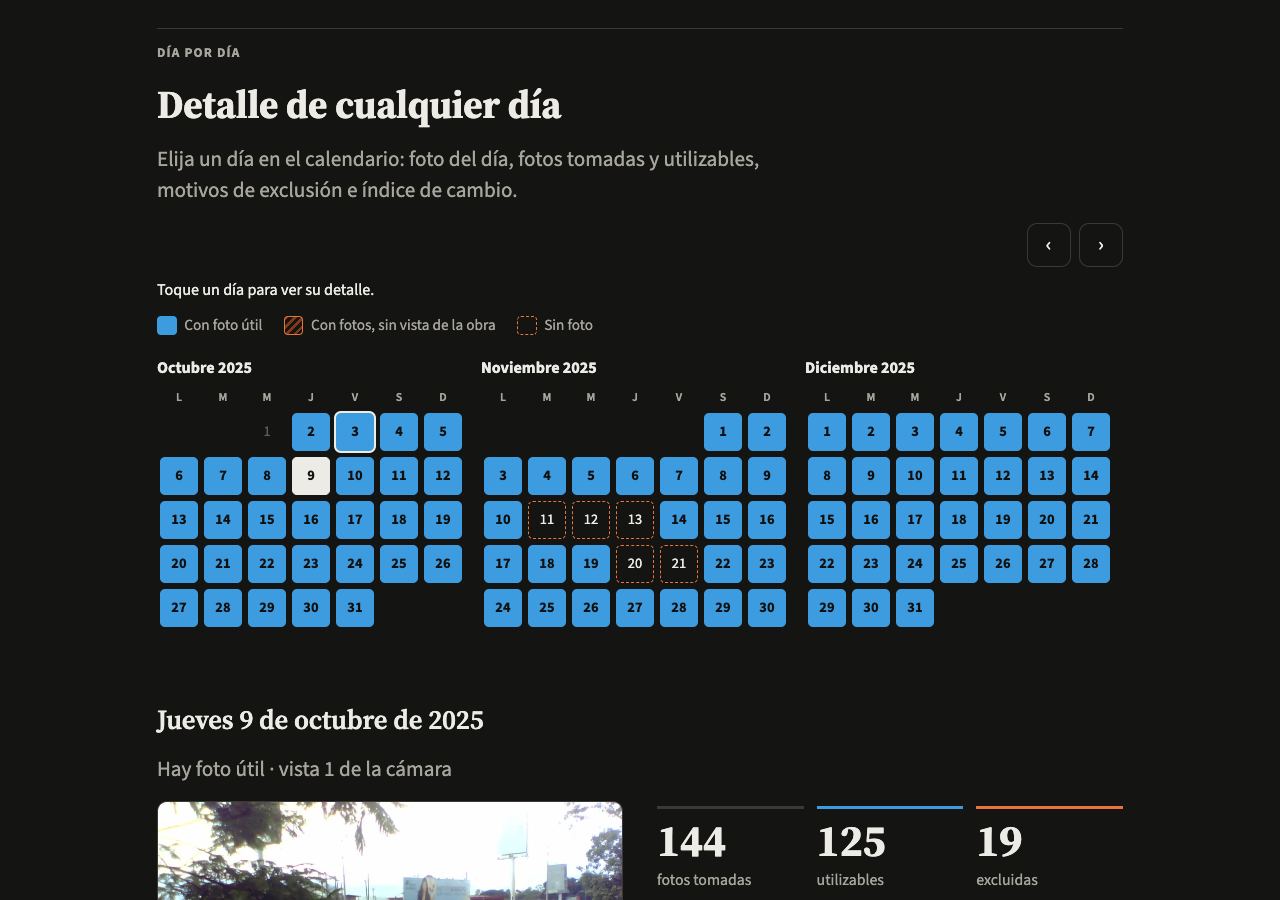 DÍA POR DÍA
Detalle de cualquier día
Elija un día en el calendario: foto del día, fotos tomadas y utilizables,
motivos de exclusión e índice de cambio.
‹ ›
Toque un día para ver su detalle.
Con foto útil Con fotos, sin vista de la obra Sin foto
Octubre 2025
L M M J V S D
1 2 3 4 5
6 7 8 9 10 11 12
13 14 15 16 17 18 19
20 21 22 23 24 25 26
27 28 29 30 31
Noviembre 2025
L M M J V S D
1 2
3 4 5 6 7 8 9
10 11 12 13 14 15 16
17 18 19 20 21 22 23
24 25 26 27 28 29 30
Diciembre 2025
L M M J V S D
1 2 3 4 5 6 7
8 9 10 11 12 13 14
15 16 17 18 19 20 21
22 23 24 25 26 27 28
29 30 31
Jueves 9 de octubre de 2025
Hay foto útil · vista 1 de la cámara
144 125 19
fotos tomadas utilizables excluidas